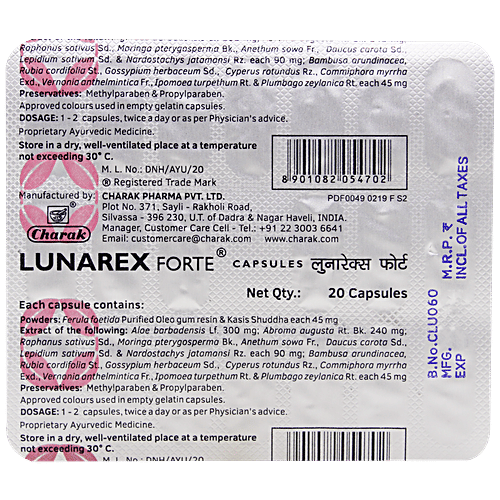 Raphanus sativus Sd., Moringa pterygosperma Bk., Anethum sowa Fr., Daucus carota Sd.,
Lepidium sativum Sd. & Nardostachys jatamansi Rz. each 90 mg; Bambusa arundinacea,
Rubia cordifolia St., Gossypium herbaceum Sd., Cyperus rotundus Rz., Commiphora myrrha
Exd., Vernonia anthelmintica Fr., Ipomoea turpethum Rt. & Plumbago zeylanica Rt. each 45 mg
Preservatives: Methylparaben & Propylparaben.
Approved colours used in empty gelatin capsules.
DOSAGE: 1 - 2 capsules, twice a day or as per Physician's advice.
Proprietary Ayurvedic Medicine.
Store in a dry, well-ventilated place at a temperature
not exceeding 30° C.
M. L. No.: DNH/AYU/20
® Registered Trade Mark
8 901082 054702
PDF0049 0219 F S2
Manufactured by:
CHARAK PHARMA PVT. LTD.
Plot No. 371, Sayli - Rakholi Road,
Silvassa - 396 230, U.T. of Dadra & Nagar Haveli, INDIA.
Manager, Customer Care Cell - Tel.: +91 22 3003 6641
Email: customercare@charak.com www.charak.com
Charak
LUNAREX FORTE® CAPSULES लुनारेक्स फोर्ट
Net Qty.: 20 Capsules
Each capsule contains:
Powders: Ferula foetida Purified Oleo gum resin & Kasis Shuddha each 45 mg
Extract of the following: Aloe barbadensis Lf. 300 mg; Abroma augusta Rt. Bk. 240 mg;
Raphanus sativus Sd., Moringa pterygosperma Bk., Anethum sowa Fr., Daucus carota Sd.,
Lepidium sativum Sd. & Nardostachys jatamansi Rz. each 90 mg; Bambusa arundinacea,
Rubia cordifolia St., Gossypium herbaceum Sd., Cyperus rotundus Rz., Commiphora myrrha
Exd., Vernonia anthelmintica Fr., Ipomoea turpethum Rt. & Plumbago zeylanica Rt. each 45 mg
Preservatives: Methylparaben & Propylparaben.
Approved colours used in empty gelatin capsules.
DOSAGE: 1 - 2 capsules, twice a day or as per Physician's advice.
Proprietary Ayurvedic Medicine.
Store in a dry, well-ventilated place at a temperature
not exceeding 30° C.
M. L. No.: DNH/AYU/20
B.No.CLU060 M.R.P. ₹
MFG. INCL.OF ALL TAXES
EXP